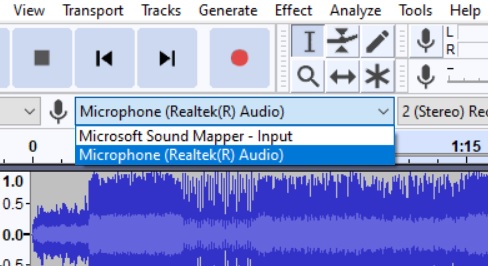 View Transport Tracks Generate Effect Analyze Tools Help
L
R
Microphone (Realtek(R) Audio) 2 (Stereo) Rec
Microsoft Sound Mapper - Input
Microphone (Realtek(R) Audio)
0 1:15
1.0
0.5-
0.0-
-0.5